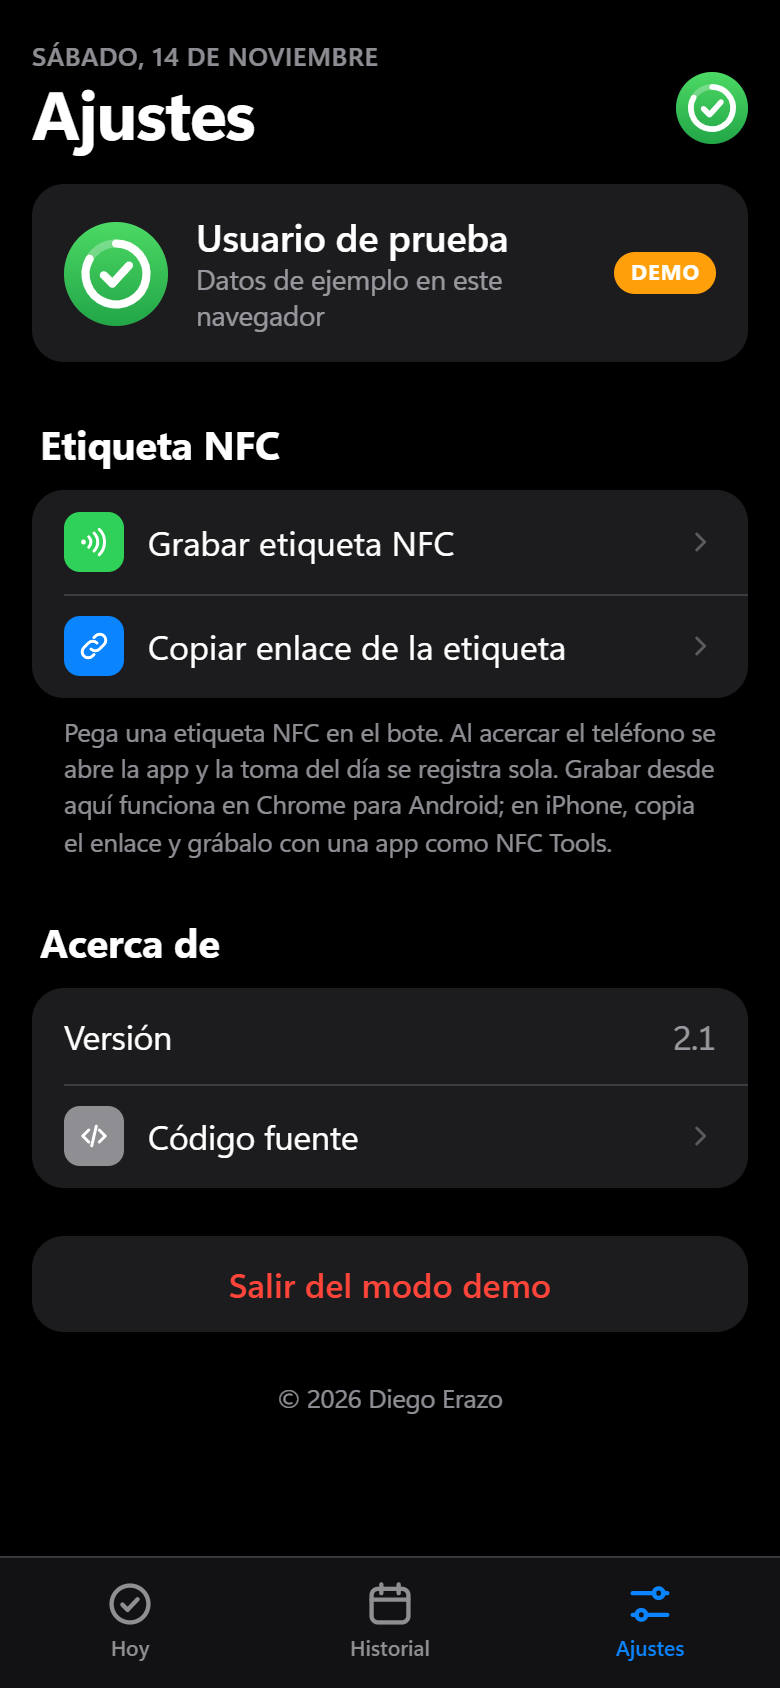 SÁBADO, 14 DE NOVIEMBRE
Ajustes
Usuario de prueba
Datos de ejemplo en este
navegador
DEMO
Etiqueta NFC
Grabar etiqueta NFC
Copiar enlace de la etiqueta
Pega una etiqueta NFC en el bote. Al acercar el teléfono se
abre la app y la toma del día se registra sola. Grabar desde
aquí funciona en Chrome para Android; en iPhone, copia
el enlace y grábalo con una app como NFC Tools.
Acerca de
Versión 2.1
Código fuente
Salir del modo demo
© 2026 Diego Erazo
Hoy Historial Ajustes